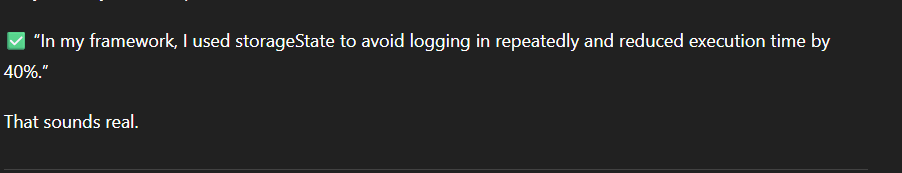 ✅ “In my framework, I used storageState to avoid logging in repeatedly and reduced execution time by
40%.”
That sounds real.